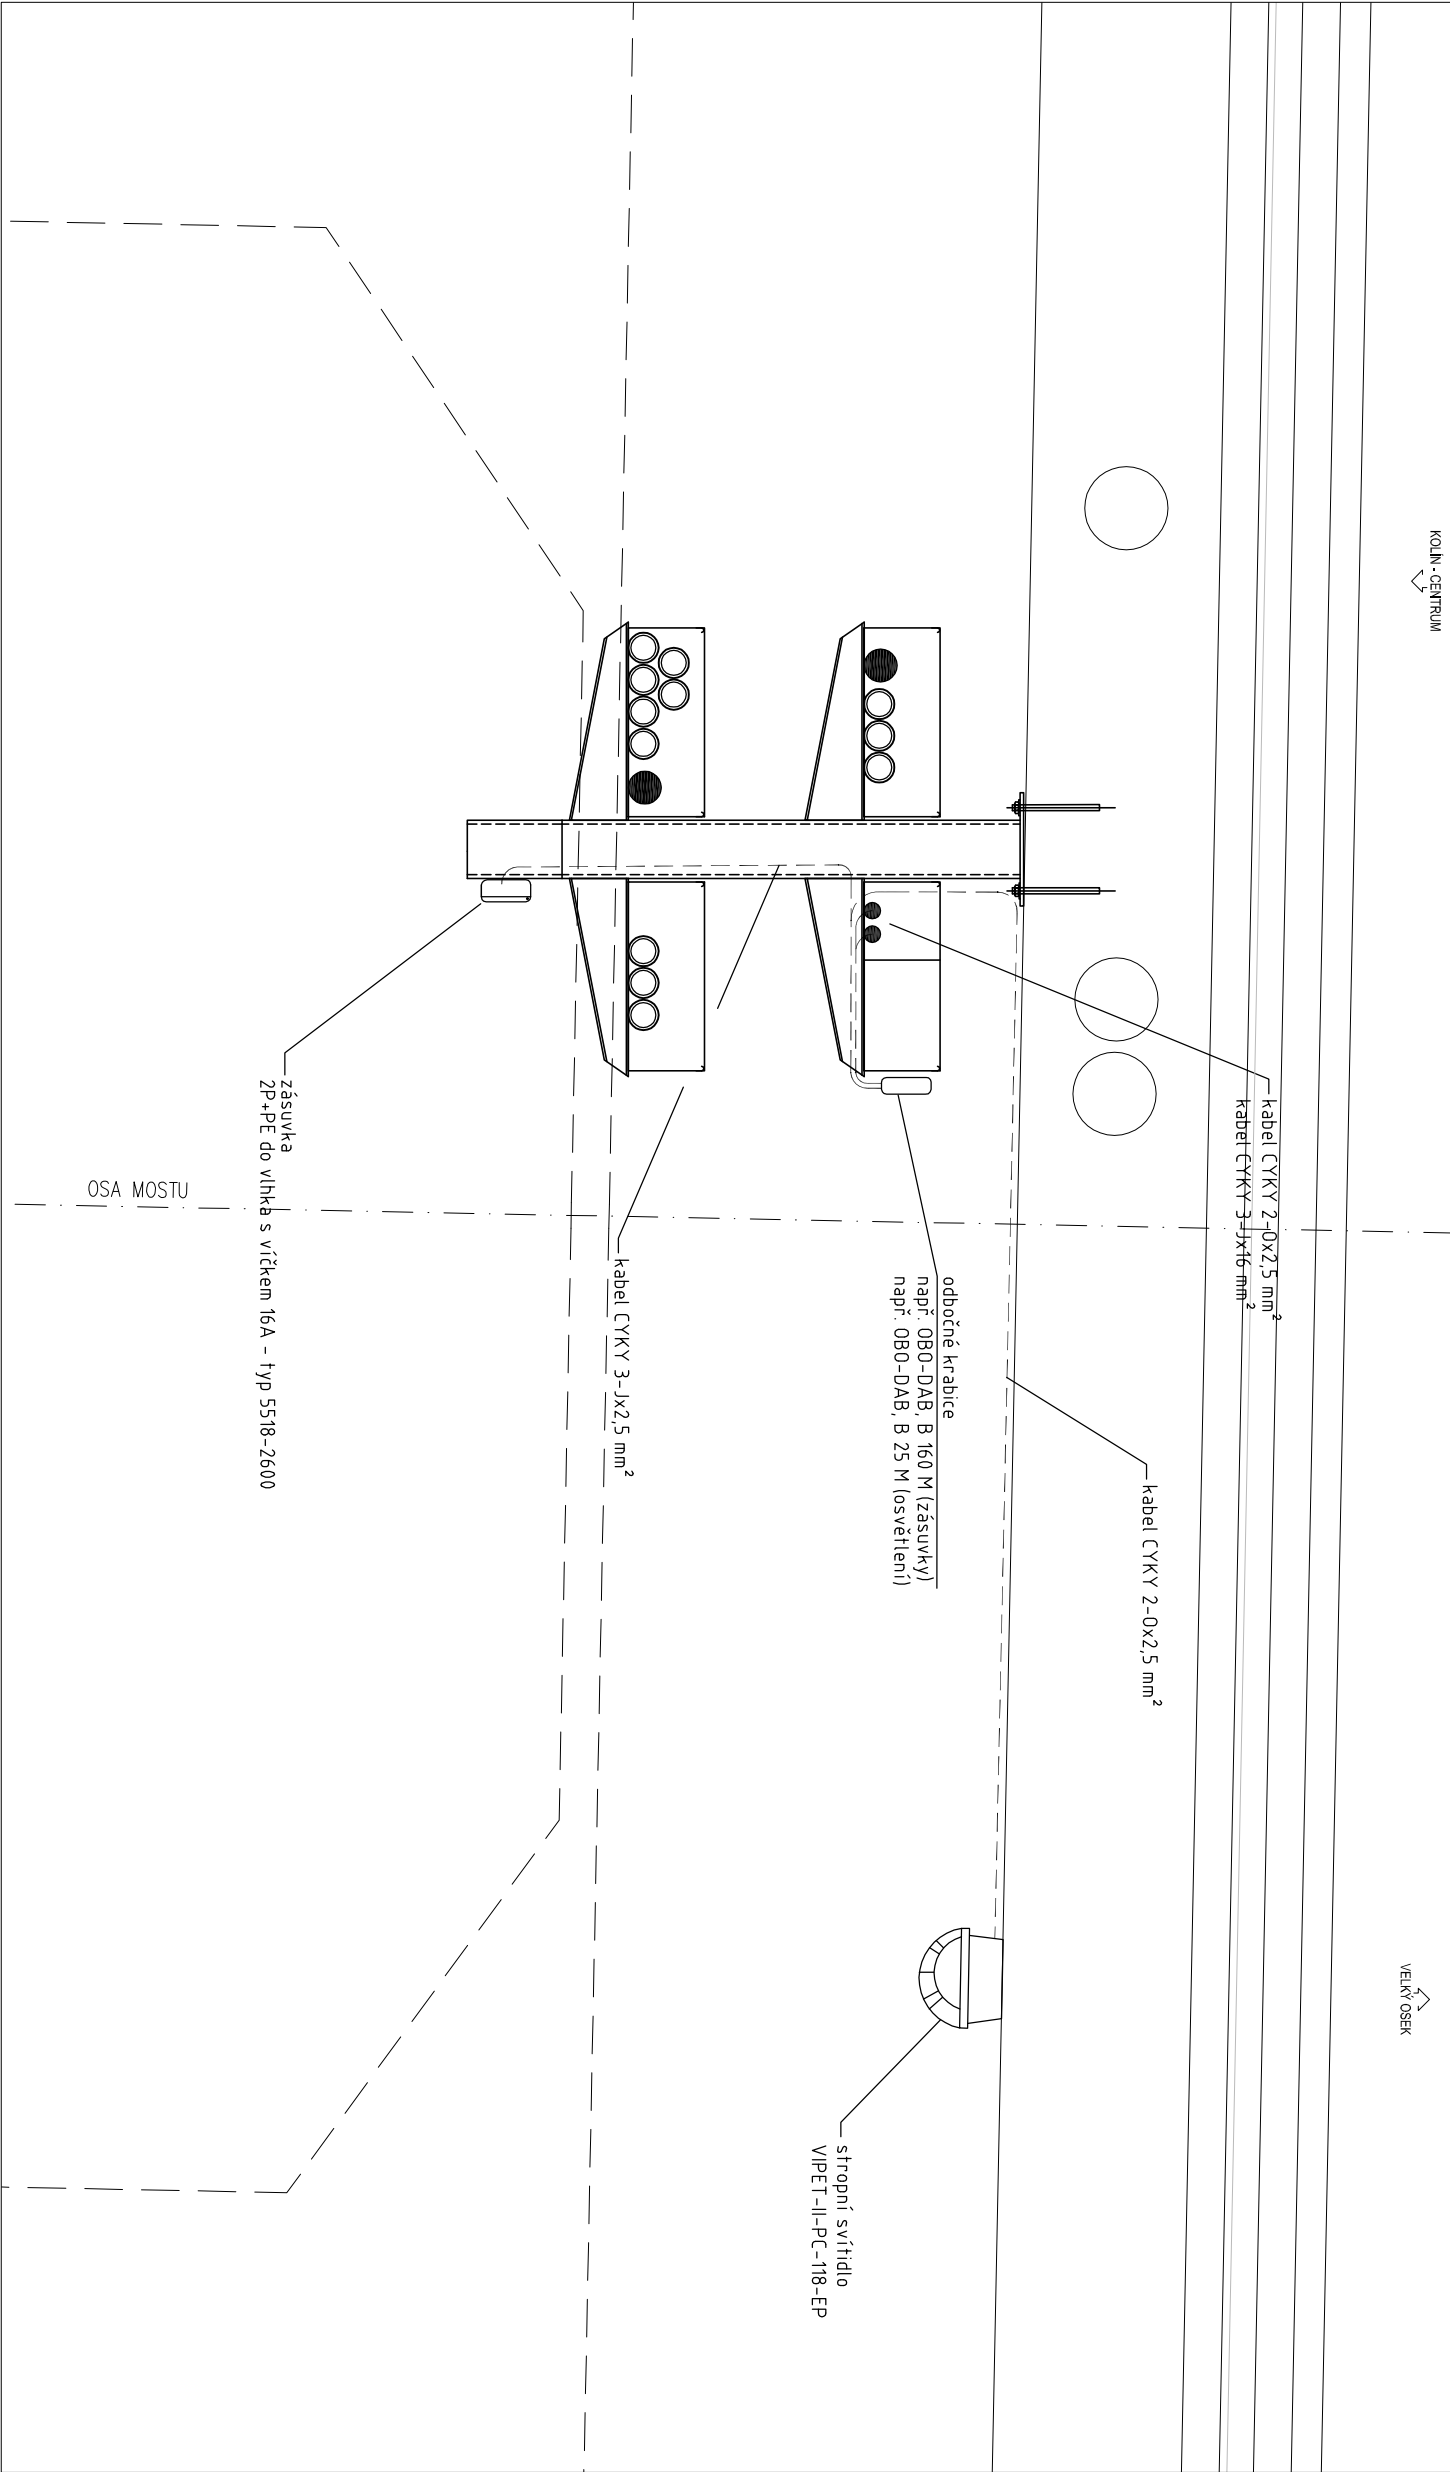 KOLÍN - CENTRUM
VELKÝ OSEK
kabel CYKY 2-Ox2,5 mm²
kabel CYKY 3-Jx16 mm²
kabel CYKY 2-Ox2,5 mm²
odbočné krabice
např. OBO-DAB, B 160 M (zásuvky)
např. OBO-DAB, B 25 M (osvětlení)
stropní svítidlo
VIPET-II-PC-118-EP
kabel CYKY 3-Jx2,5 mm²
zásuvka
2P+PE do vlhka s víčkem 16A - typ 5518-2600
OSA MOSTU